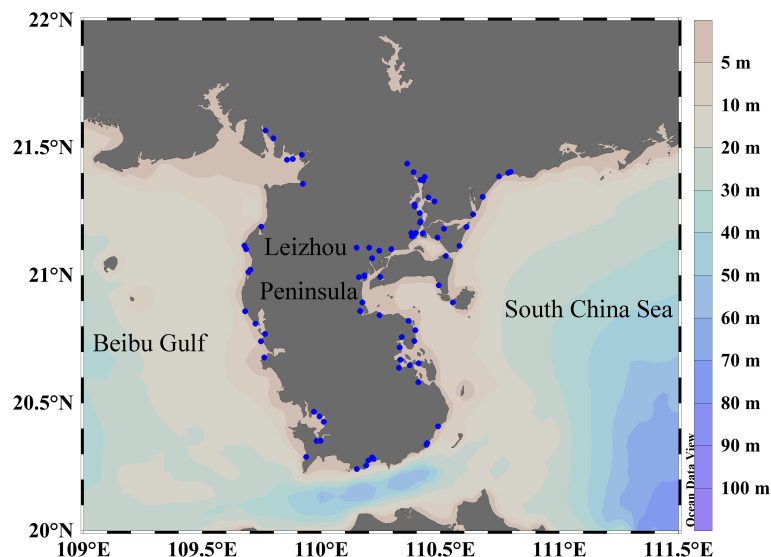 22°N
21.5°N
21°N
20.5°N
20°N
109°E
109.5°E
110°E
110.5°E
111°E
111.5°E
Leizhou
Peninsula
Beibu Gulf
South China Sea
5 m
10 m
20 m
30 m
40 m
50 m
60 m
70 m
80 m
90 m
100 m
Ocean Data View